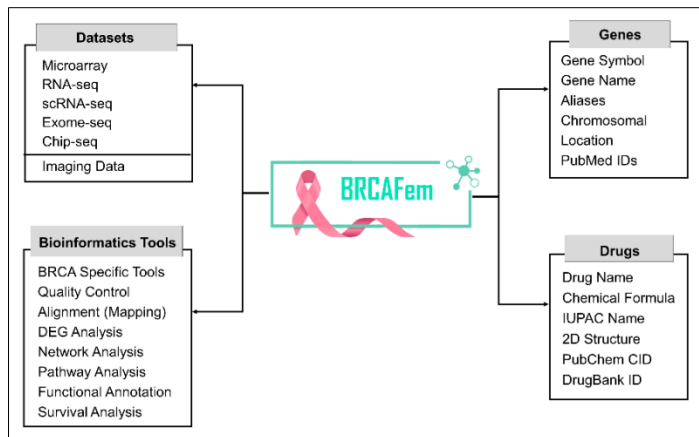 Datasets
Microarray
RNA-seq
scRNA-seq
Exome-seq
Chip-seq
Imaging Data
Bioinformatics Tools
BRCA Specific Tools
Quality Control
Alignment (Mapping)
DEG Analysis
Network Analysis
Pathway Analysis
Functional Annotation
Survival Analysis
BRCAFem
Genes
Gene Symbol
Gene Name
Aliases
Chromosomal
Location
PubMed IDs
Drugs
Drug Name
Chemical Formula
IUPAC Name
2D Structure
PubChem CID
DrugBank ID